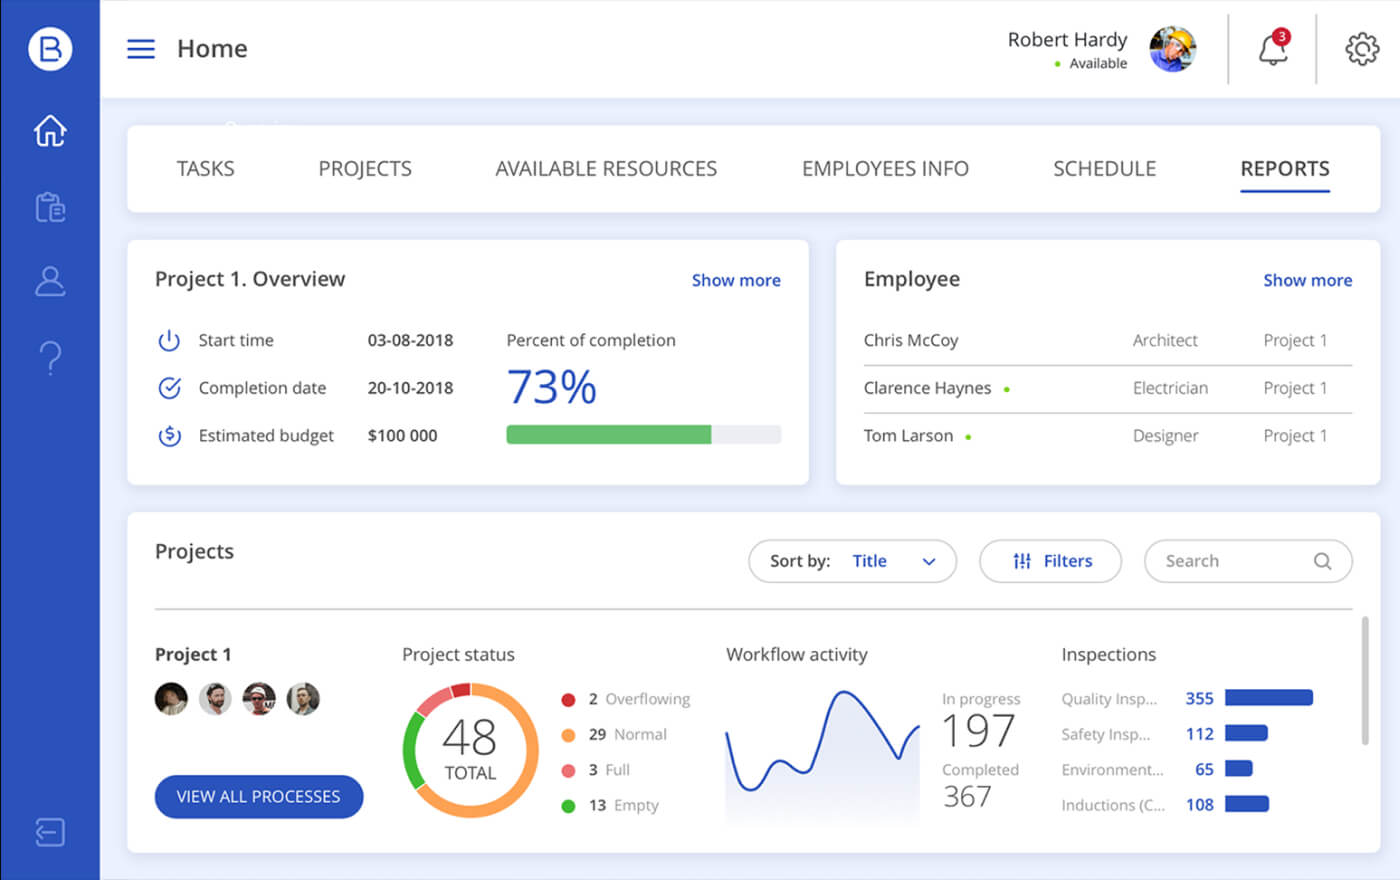 B
Home
Robert Hardy
Available
3
TASKS PROJECTS AVAILABLE RESOURCES EMPLOYEES INFO SCHEDULE REPORTS
Project 1. Overview Show more
Start time 03-08-2018
Completion date 20-10-2018
Estimated budget $100 000
Percent of completion
73%
Employee Show more
Chris McCoy Architect Project 1
Clarence Haynes Electrician Project 1
Tom Larson Designer Project 1
Projects
Sort by: Title
Filters
Search
Project 1
VIEW ALL PROCESSES
Project status
48
TOTAL
2 Overflowing
29 Normal
3 Full
13 Empty
Workflow activity
In progress
197
Completed
367
Inspections
Quality Insp... 355
Safety Insp... 112
Environment... 65
Inductions (C... 108